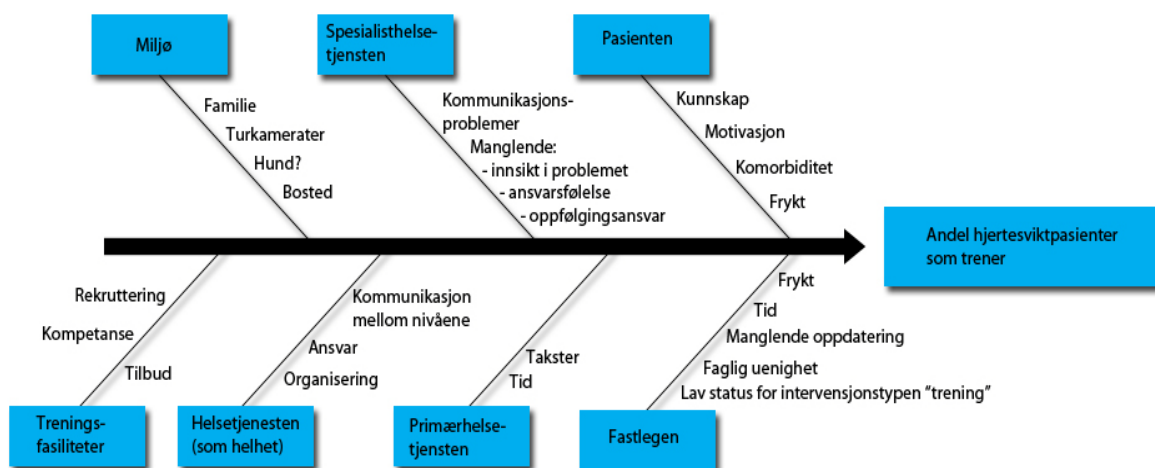 Miljø
Spesialisthelse-
tjensten
Pasienten
Familie
Turkamerater
Hund?
Bosted
Kommunikasjons-
problemer
Manglende:
- innsikt i problemet
- ansvarsfølelse
- oppfølgingsansvar
Kunnskap
Motivasjon
Komorbiditet
Frykt
Andel hjertesviktpasienter
som trener
Rekruttering
Kompetanse
Tilbud
Kommunikasjon
mellom nivåene
Ansvar
Organisering
Takster
Tid
Frykt
Tid
Manglende oppdatering
Faglig uenighet
Lav status for intervensjonstypen “trening”
Trenings-
fasiliteter
Helsetjenesten
(som helhet)
Primærhelse-
tjensten
Fastlegen